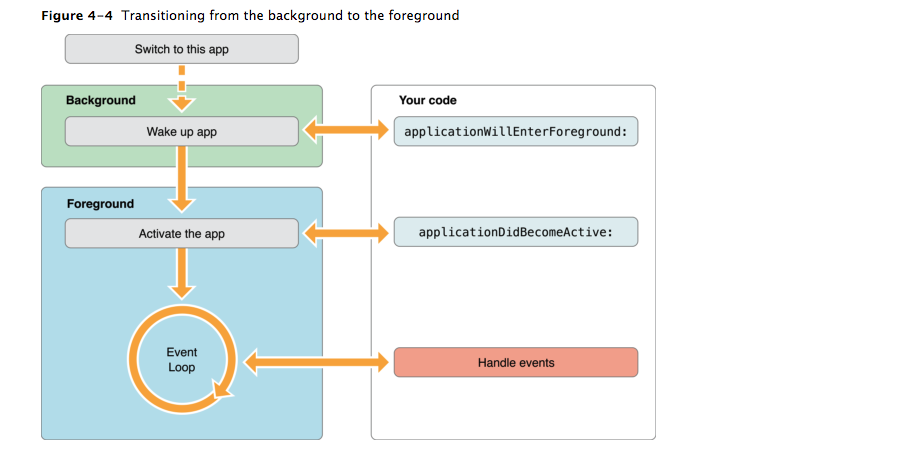 Figure 4-4 Transitioning from the background to the foreground
Switch to this app
Background
Your code
Wake up app
applicationWillEnterForeground:
Foreground
Activate the app
applicationDidBecomeActive:
Event
Loop
Handle events